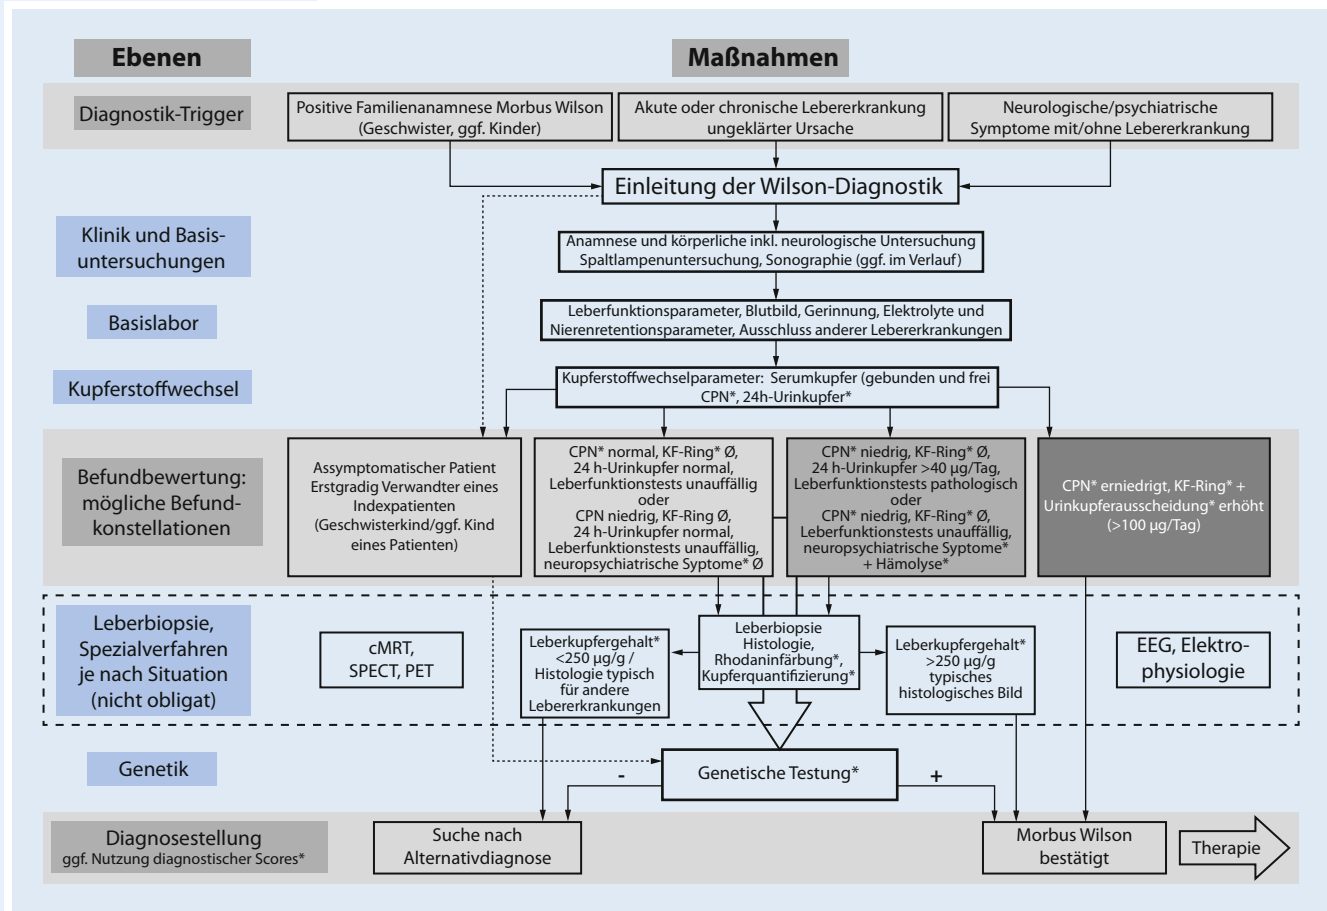 Ebenen
Maßnahmen
Diagnostik-Trigger
Positive Familienanamnese Morbus Wilson
(Geschwister, ggf. Kinder)
Akute oder chronische Lebererkrankung
ungeklärter Ursache
Neurologische/psychiatrische
Symptome mit/ohne Lebererkrankung
Einleitung der Wilson-Diagnostik
Klinik und Basis-
untersuchungen
Anamnese und körperliche inkl. neurologische Untersuchung
Spaltlampenuntersuchung, Sonographie (ggf. im Verlauf)
Basislabor
Leberfunktionsparameter, Blutbild, Gerinnung, Elektrolyte und
Nierenretentionsparameter, Ausschluss anderer Lebererkrankungen
Kupferstoffwechsel
Kupferstoffwechselparameter: Serumkupfer (gebunden und frei
CPN*, 24h-Urinkupfer*
Befundbewertung:
mögliche Befund-
konstellationen
Assymptomatischer Patient
Erstgradig Verwandter eines
Indexpatienten
(Geschwisterkind/ggf. Kind
eines Patienten)
CPN* normal, KF-Ring* Ø,
24 h-Urinkupfer normal,
Leberfunktionstests unauffällig
oder
CPN niedrig, KF-Ring Ø,
24 h-Urinkupfer normal,
Leberfunktionstests unauffällig,
neuropsychiatrische Syptome* Ø
CPN* niedrig, KF-Ring* Ø,
24 h-Urinkupfer >40 µg/Tag,
Leberfunktionstests pathologisch
oder
CPN* niedrig, KF-Ring* Ø,
Leberfunktionstests unauffällig,
neuropsychiatrische Syptome*
+ Hämolyse*
CPN* erniedrigt, KF-Ring* +
Urinkupferausscheidung* erhöht
(>100 µg/Tag)
Leberbiopsie,
Spezialverfahren
je nach Situation
(nicht obligat)
cMRT,
SPECT, PET
Leberkupfergehalt*
<250 µg/g /
Histologie typisch
für andere
Lebererkrankungen
Leberbiopsie
Histologie,
Rhodaninfärbung*,
Kupferquantifizierung*
Leberkupfergehalt*
>250 µg/g
typisches
histologisches Bild
EEG, Elektro-
physiologie
Genetik
-
Genetische Testung*
+
Diagnosestellung
ggf. Nutzung diagnostischer Scores*
Suche nach
Alternativdiagnose
Morbus Wilson
bestätigt
Therapie